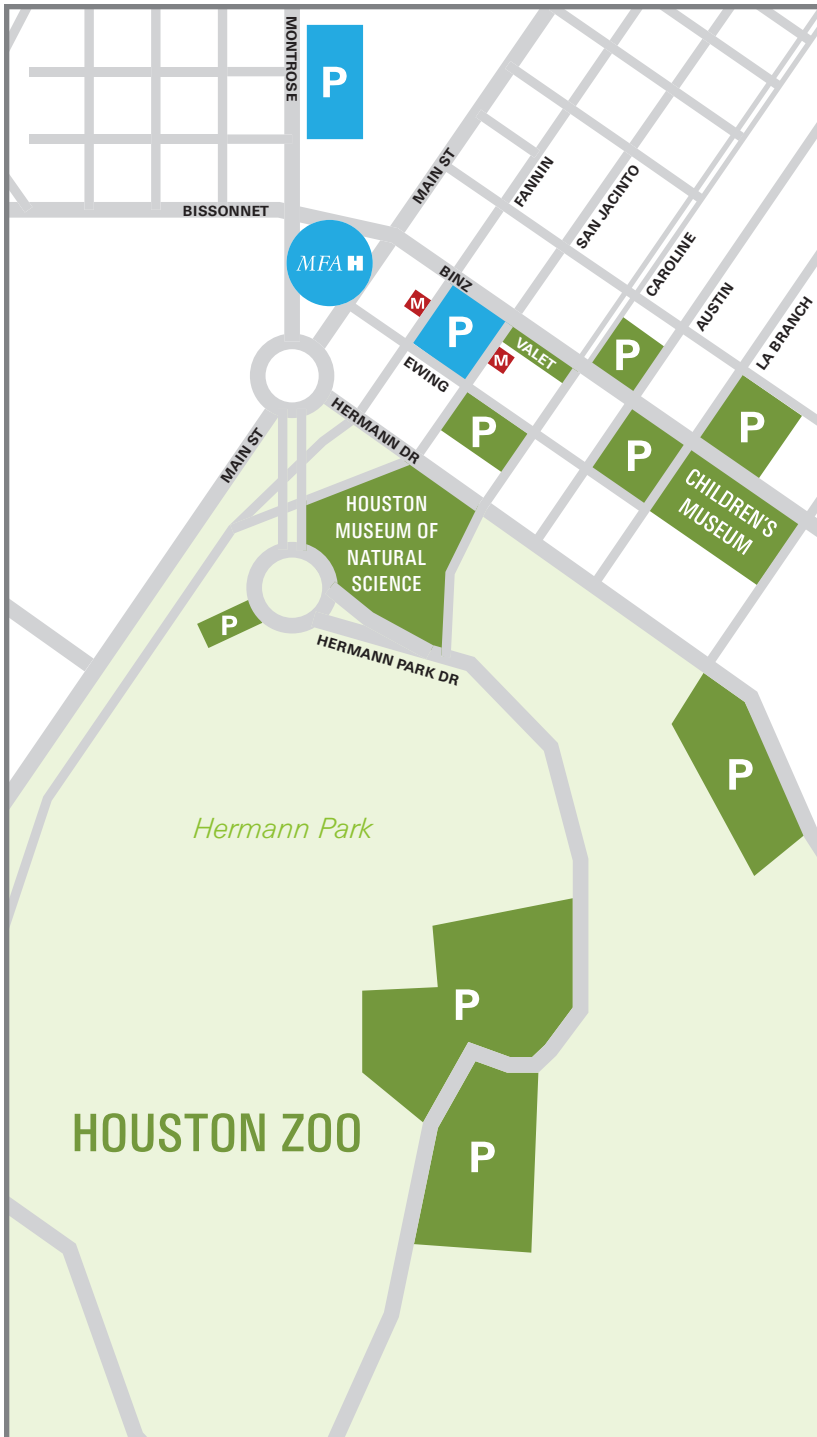 MONTROSE
P
MAIN ST
FANNIN
SAN JACINTO
BISSONNET
CAROLINE
MFA H
BINZ
AUSTIN
M
LA BRANCH
P
VALET
M
P
EWING
HERMANN DR
P
P
P
MAIN ST
CHILDREN'S
MUSEUM
HOUSTON
MUSEUM OF
NATURAL
SCIENCE
P
HERMANN PARK DR
P
Hermann Park
P
HOUSTON ZOO
P